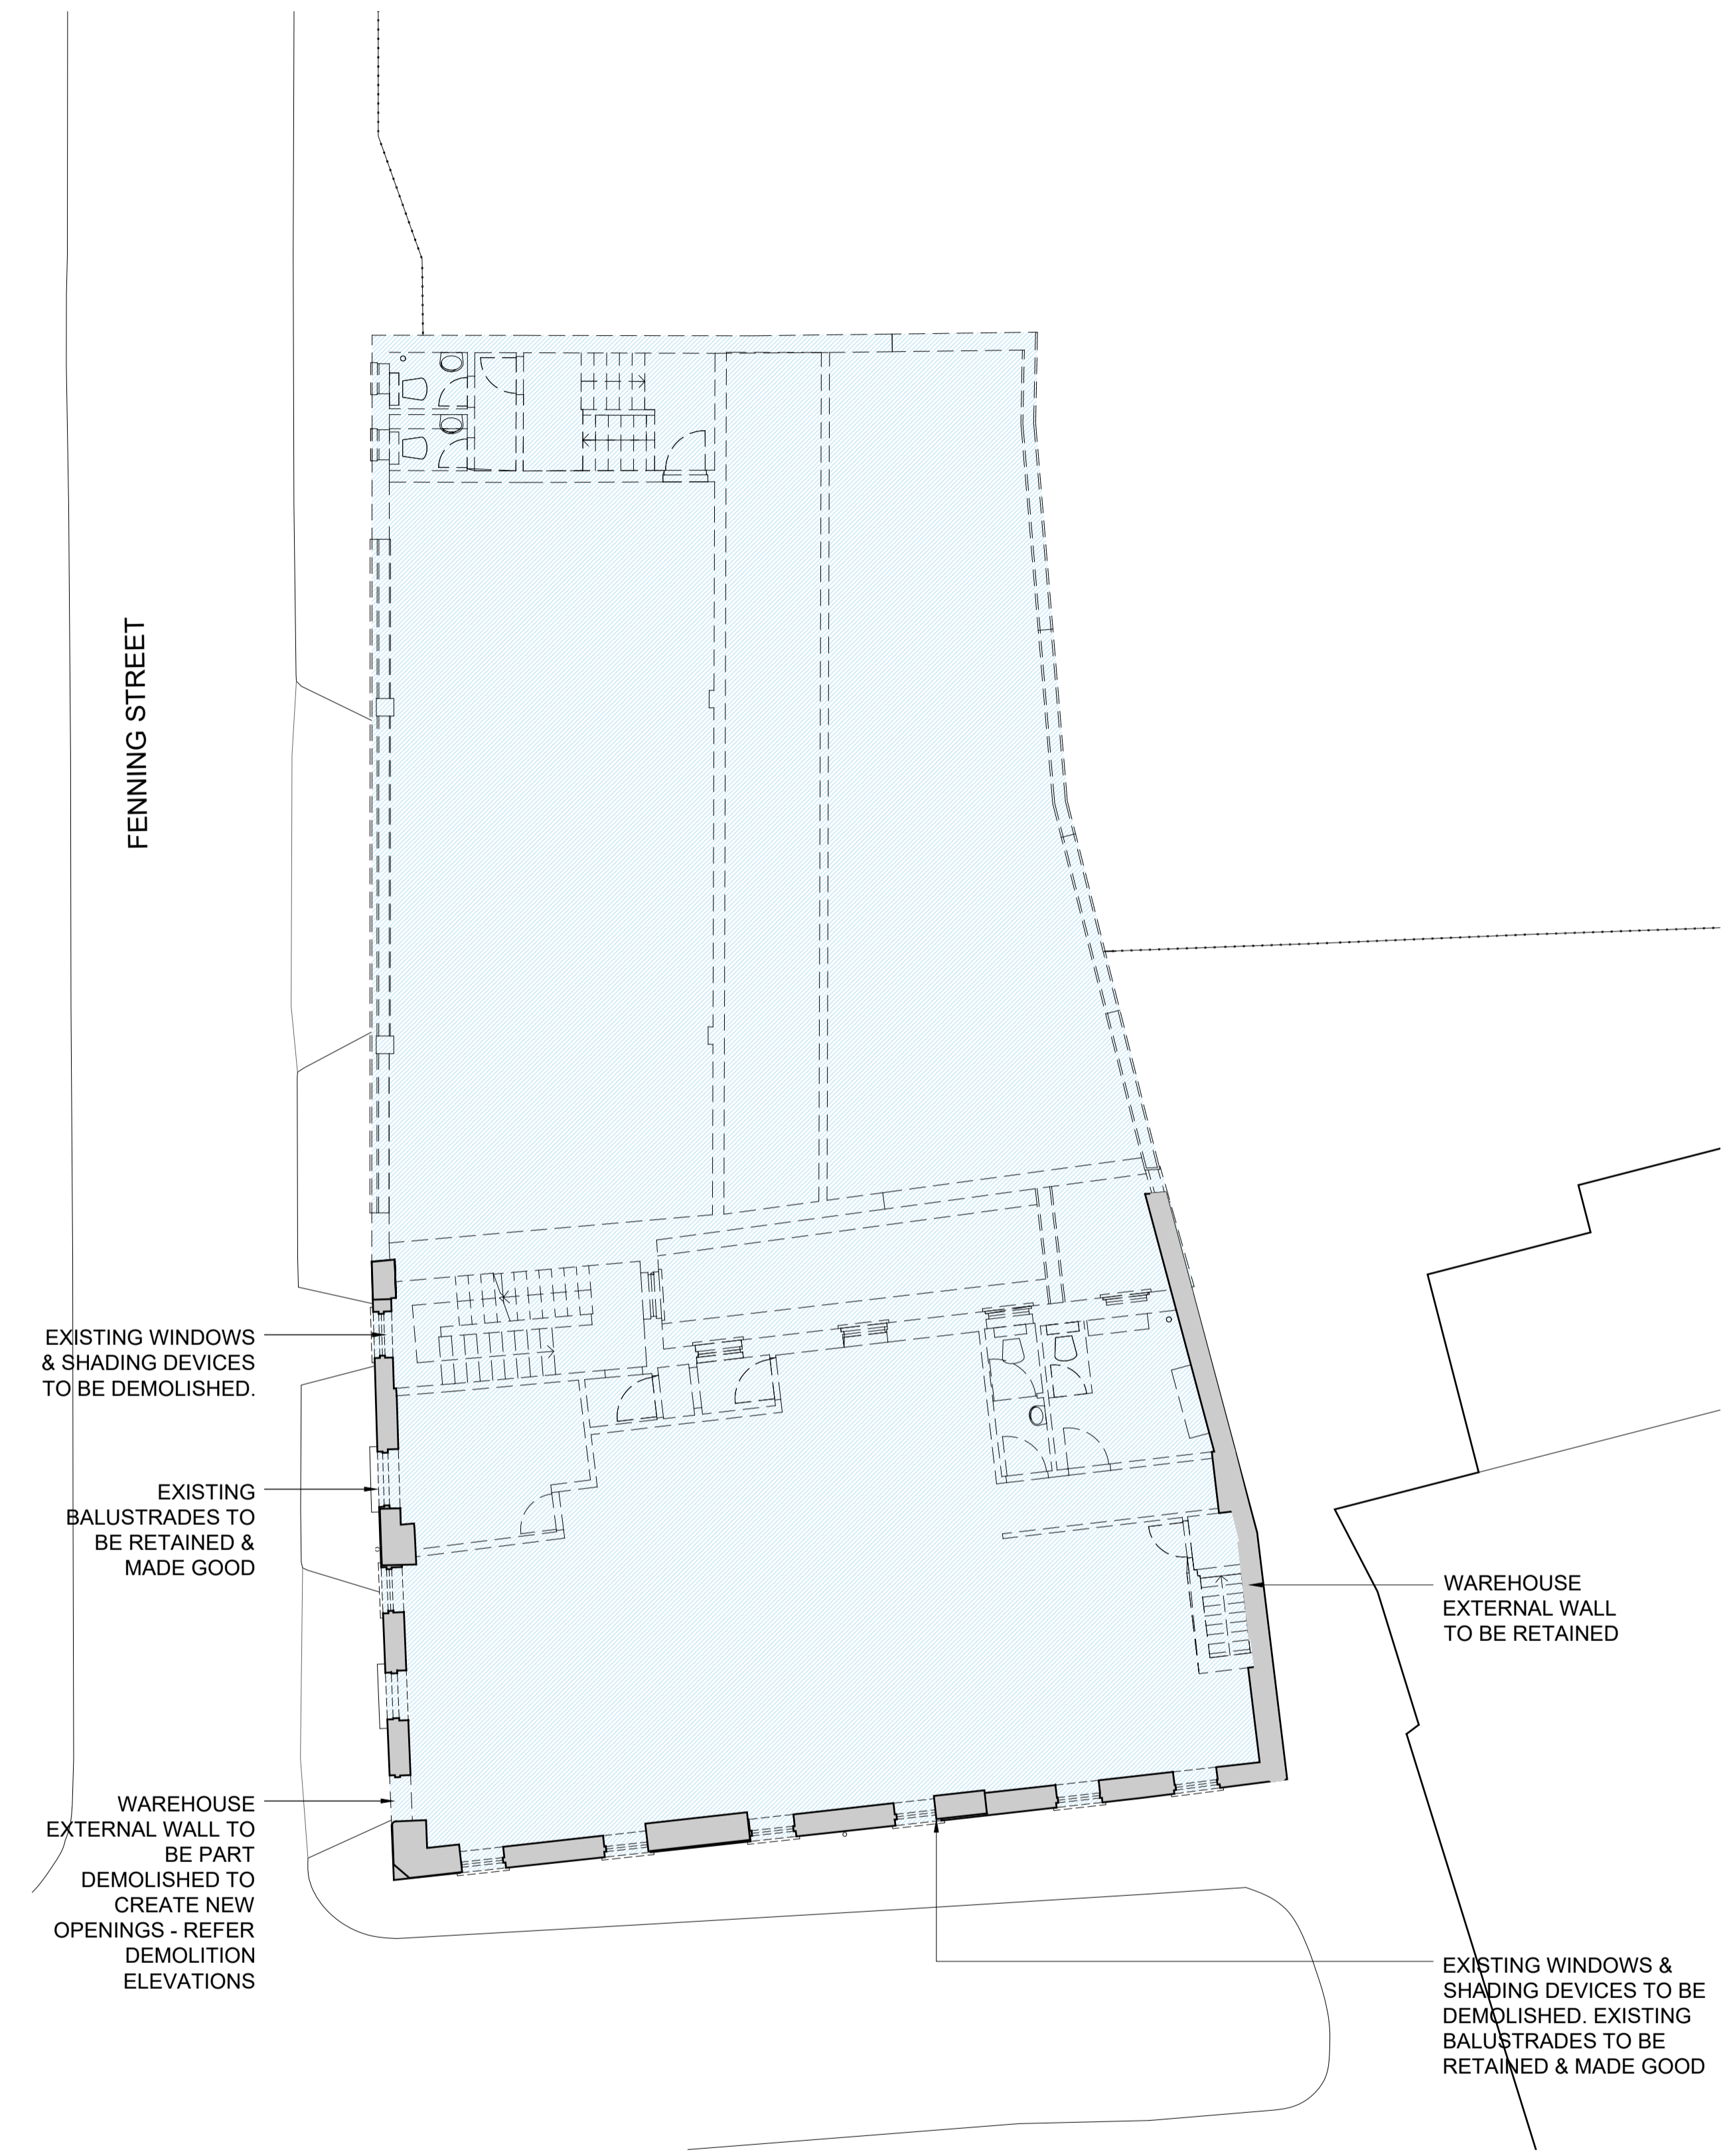 FENNING STREET
EXISTING WINDOWS
& SHADING DEVICES
TO BE DEMOLISHED.
EXISTING
BALUSTRADES TO
BE RETAINED &
MADE GOOD
WAREHOUSE
EXTERNAL WALL
TO BE RETAINED
WAREHOUSE
EXTERNAL WALL TO
BE PART
DEMOLISHED TO
CREATE NEW
OPENINGS - REFER
DEMOLITION
ELEVATIONS
EXISTING WINDOWS &
SHADING DEVICES TO BE
DEMOLISHED. EXISTING
BALUSTRADES TO BE
RETAINED & MADE GOOD